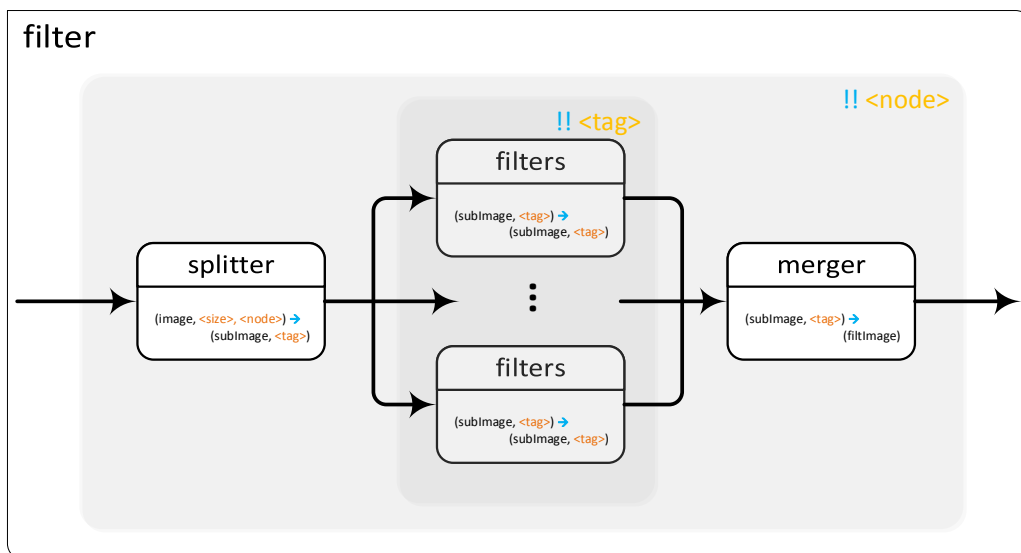 filter
!! <node>
!! <tag>
filters
(subImage, <tag>) ➔
(subImage, <tag>)
splitter
(image, <size>, <node>) ➔
(subImage, <tag>)
⋮
merger
(subImage, <tag>) ➔
(filtImage)
filters
(subImage, <tag>) ➔
(subImage, <tag>)